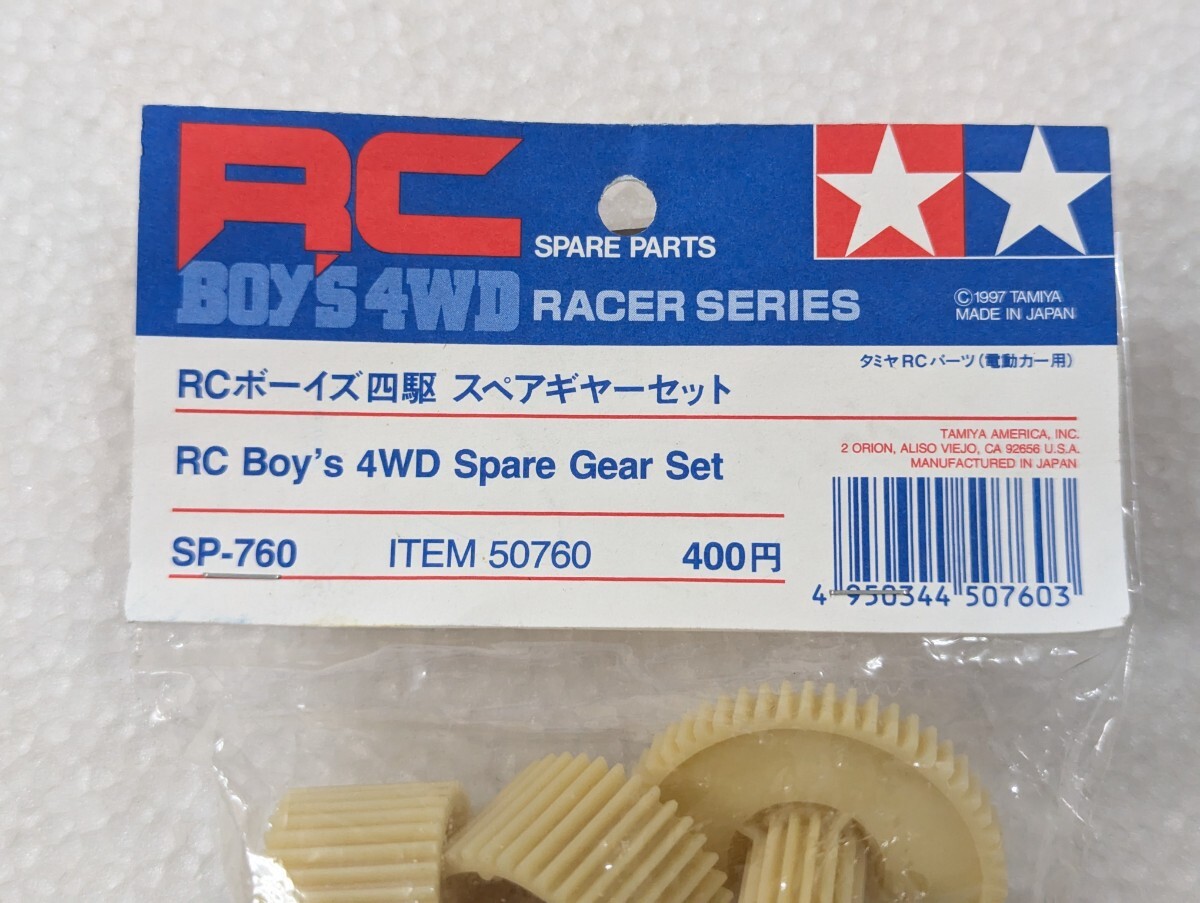 RC
BOY'S 4WD
SPARE PARTS
RACER SERIES
©1997 TAMIYA
MADE IN JAPAN
タミヤRCパーツ(電動カー用)
RCボーイズ四駆 スペアギヤーセット
TAMIYA AMERICA, INC.
2 ORION, ALISO VIEJO, CA 92656 U.S.A.
MANUFACTURED IN JAPAN
RC Boy's 4WD Spare Gear Set
SP-760 ITEM 50760 400円
4 950344 507603